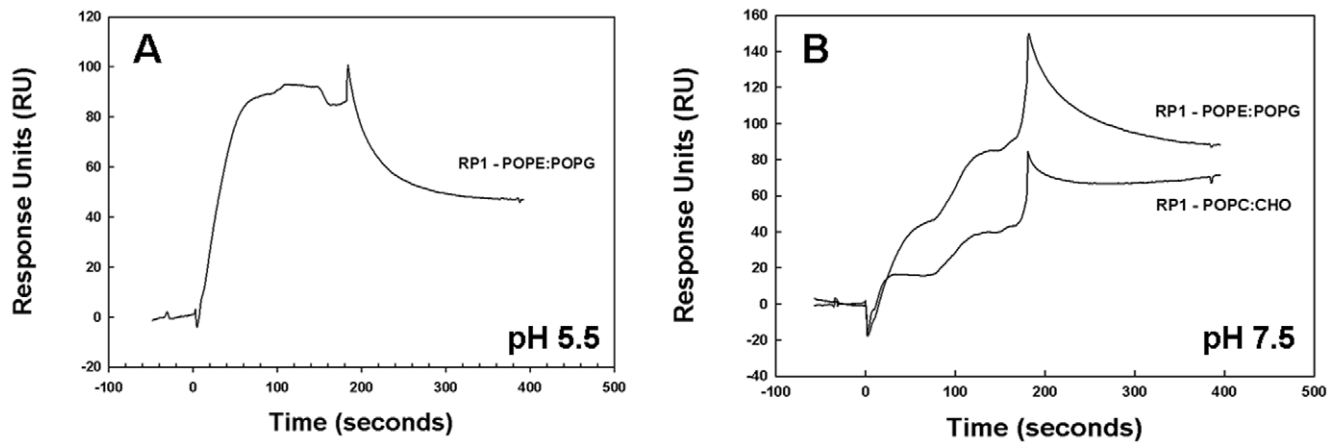 A
120
100
80
60
40
20
0
-20
-100 0 100 200 300 400 500
Response Units (RU)
Time (seconds)
RP1 - POPE:POPG
pH 5.5
B
160
140
120
100
80
60
40
20
0
-20
-40
-100 0 100 200 300 400 500
Response Units (RU)
Time (seconds)
RP1 - POPE:POPG
RP1 - POPC:CHO
pH 7.5